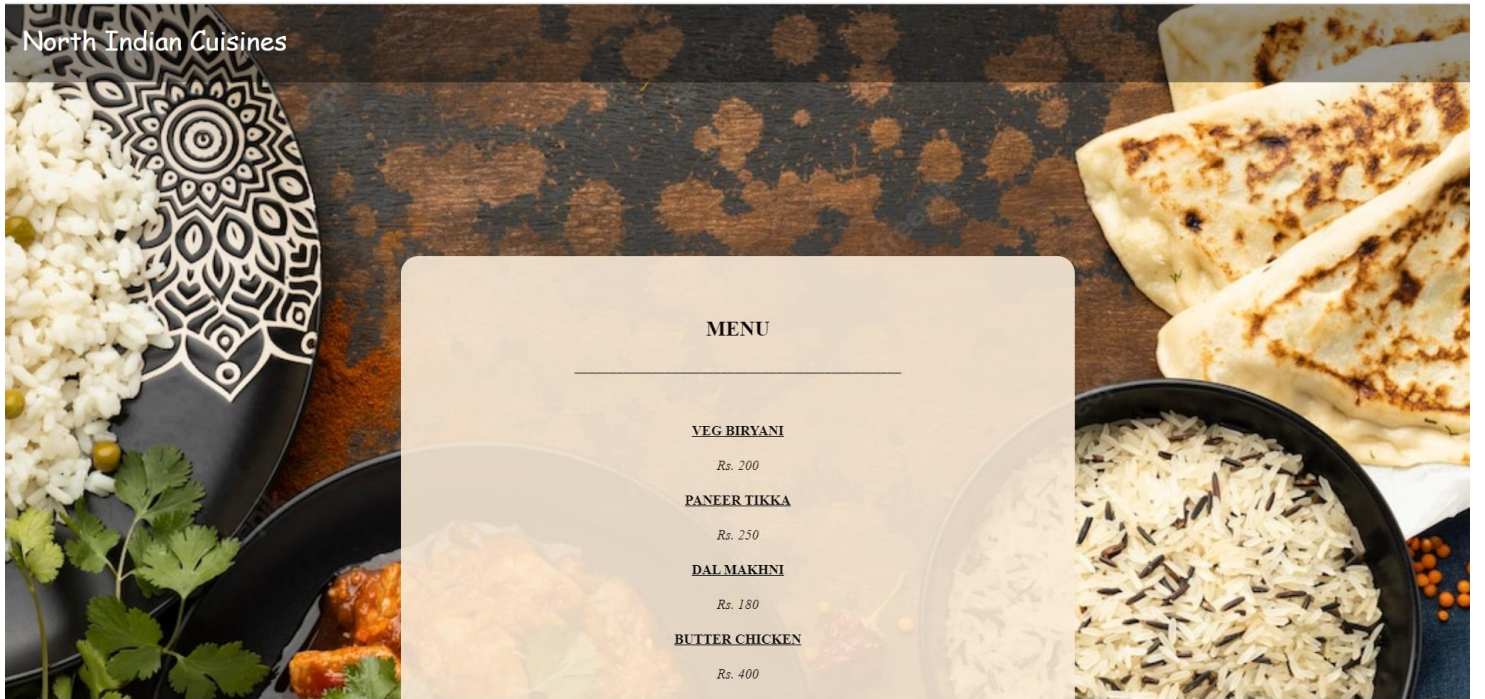 North Indian Cuisines
MENU
VEG BIRYANI
Rs. 200
PANEER TIKKA
Rs. 250
DAL MAKHNI
Rs. 180
BUTTER CHICKEN
Rs. 400